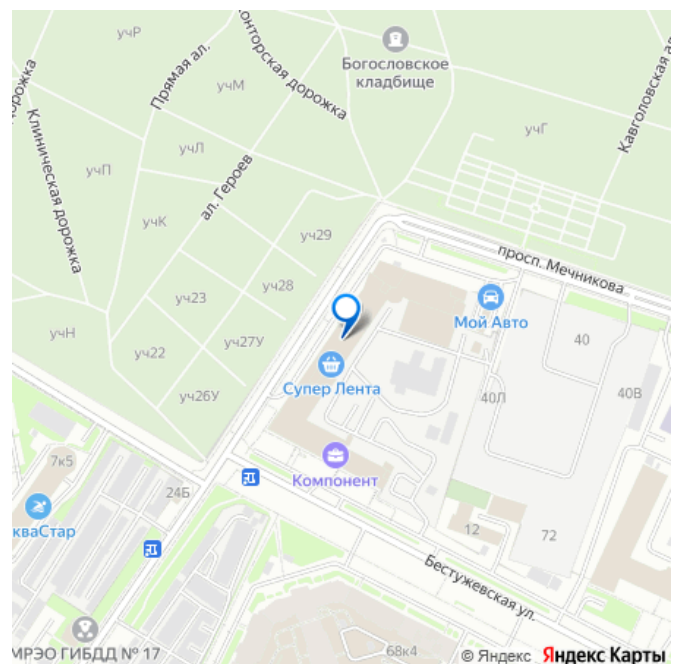 учР
Прямая ал.
онторская дорожка
Богословское
кладбище
Кавголовская ал.
орожка
Клиническая дорожка
учМ
учГ
учЛ
учП
ал. Героев
учК
уч29
просп. Мечникова
уч28
уч23
Мой Авто
учН
уч27У
40
уч22
Супер Лента
уч26У
40Л
40В
7к5
Компонент
24Б
кваСтар
12
72
Бестужевская ул.
МРЭО ГИБДД № 17
68к4
© Яндекс Яндекс Карты